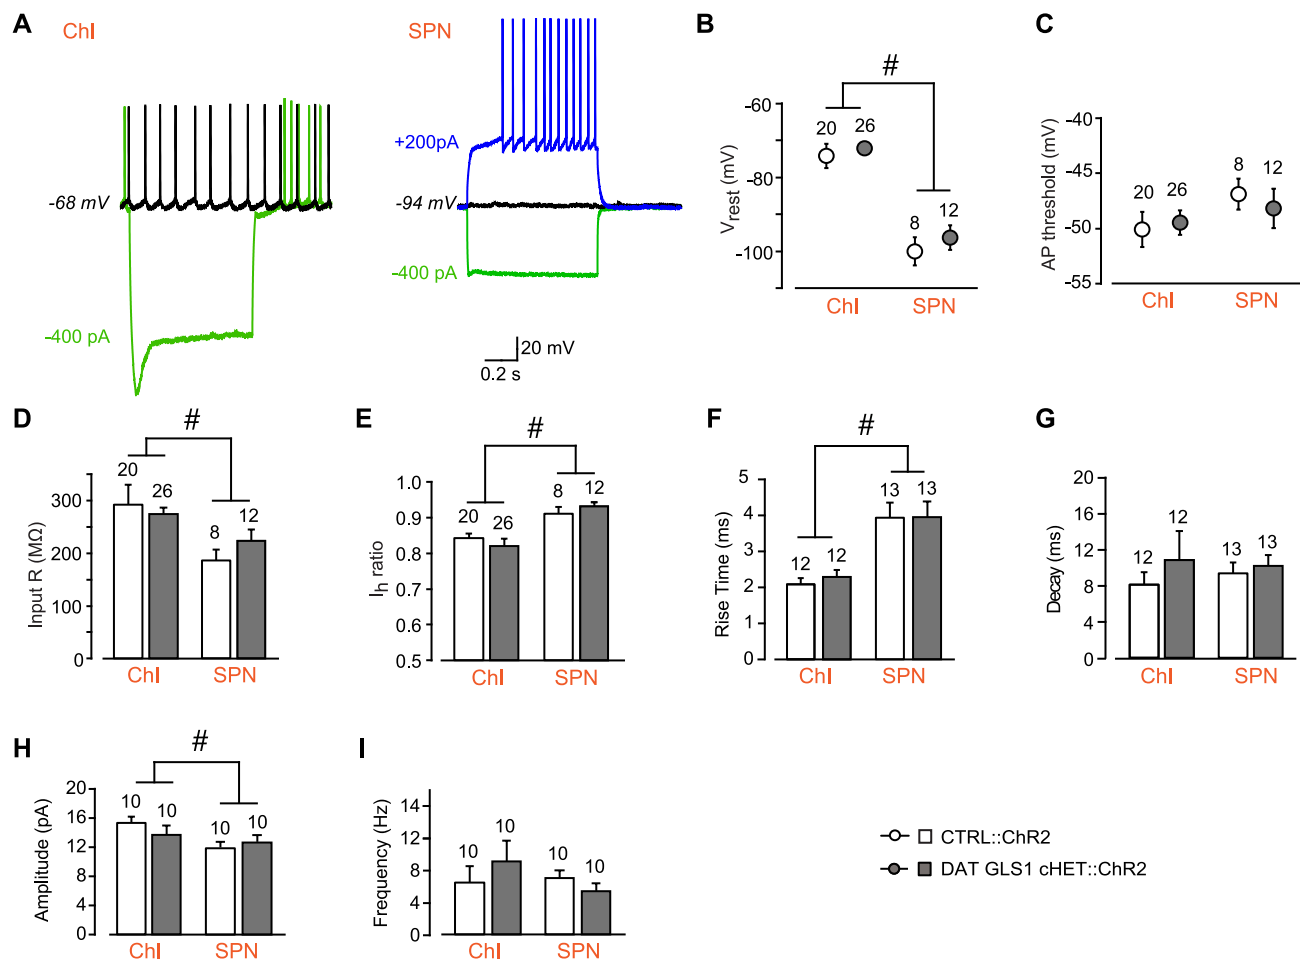 A
ChI
SPN
+200pA
-68 mV
-94 mV
-400 pA
-400 pA
20 mV
0.2 s
B
#
-60
-80
-100
Vrest (mV)
20
26
8
12
ChI
SPN
C
-40
-45
-50
-55
AP threshold (mV)
20
26
8
12
ChI
SPN
D
#
300
200
100
0
Input R (MΩ)
20
26
8
12
ChI
SPN
E
#
1.0
0.9
0.8
0.7
0.6
0.5
Ih ratio
20
26
8
12
ChI
SPN
F
#
5
4
3
2
1
0
Rise Time (ms)
12
12
13
13
ChI
SPN
G
20
16
12
8
4
0
Decay (ms)
12
12
13
13
ChI
SPN
H
#
20
16
12
8
4
0
Amplitude (pA)
10
10
10
10
ChI
SPN
I
14
12
8
4
0
Frequency (Hz)
10
10
10
10
ChI
SPN
CTRL::ChR2
DAT GLS1 cHET::ChR2